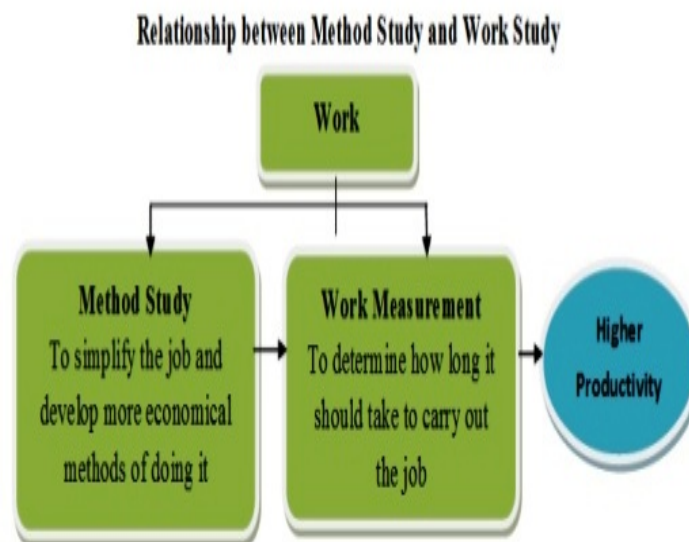 Relationship between Method Study and Work Study
Work
Method Study
To simplify the job and
develop more economical
methods of doing it
Work Measurement
To determine how long it
should take to carry out
the job
Higher
Productivity